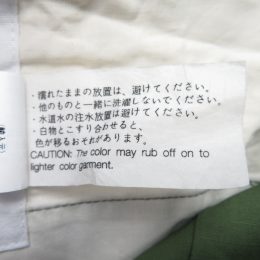 ・濡れたままの放置は、避けてください。
・他のものと一緒に洗濯しないでください。
・水道水の注水放置は、避けてください。
・白物とこすり合わせると、
色が移るおそれがあります。
CAUTION: The color may rub off on to
lighter color garment.